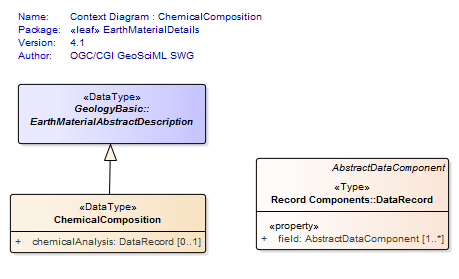 Name: Context Diagram : ChemicalComposition
Package: «leaf» EarthMaterialDetails
Version: 4.1
Author: OGC/CGI GeoSciML SWG
«DataType»
GeologyBasic::
EarthMaterialAbstractDescription
«DataType»
ChemicalComposition
+ chemicalAnalysis: DataRecord [0..1]
AbstractDataComponent
«Type»
Record Components::DataRecord
«property»
+ field: AbstractDataComponent [1..*]